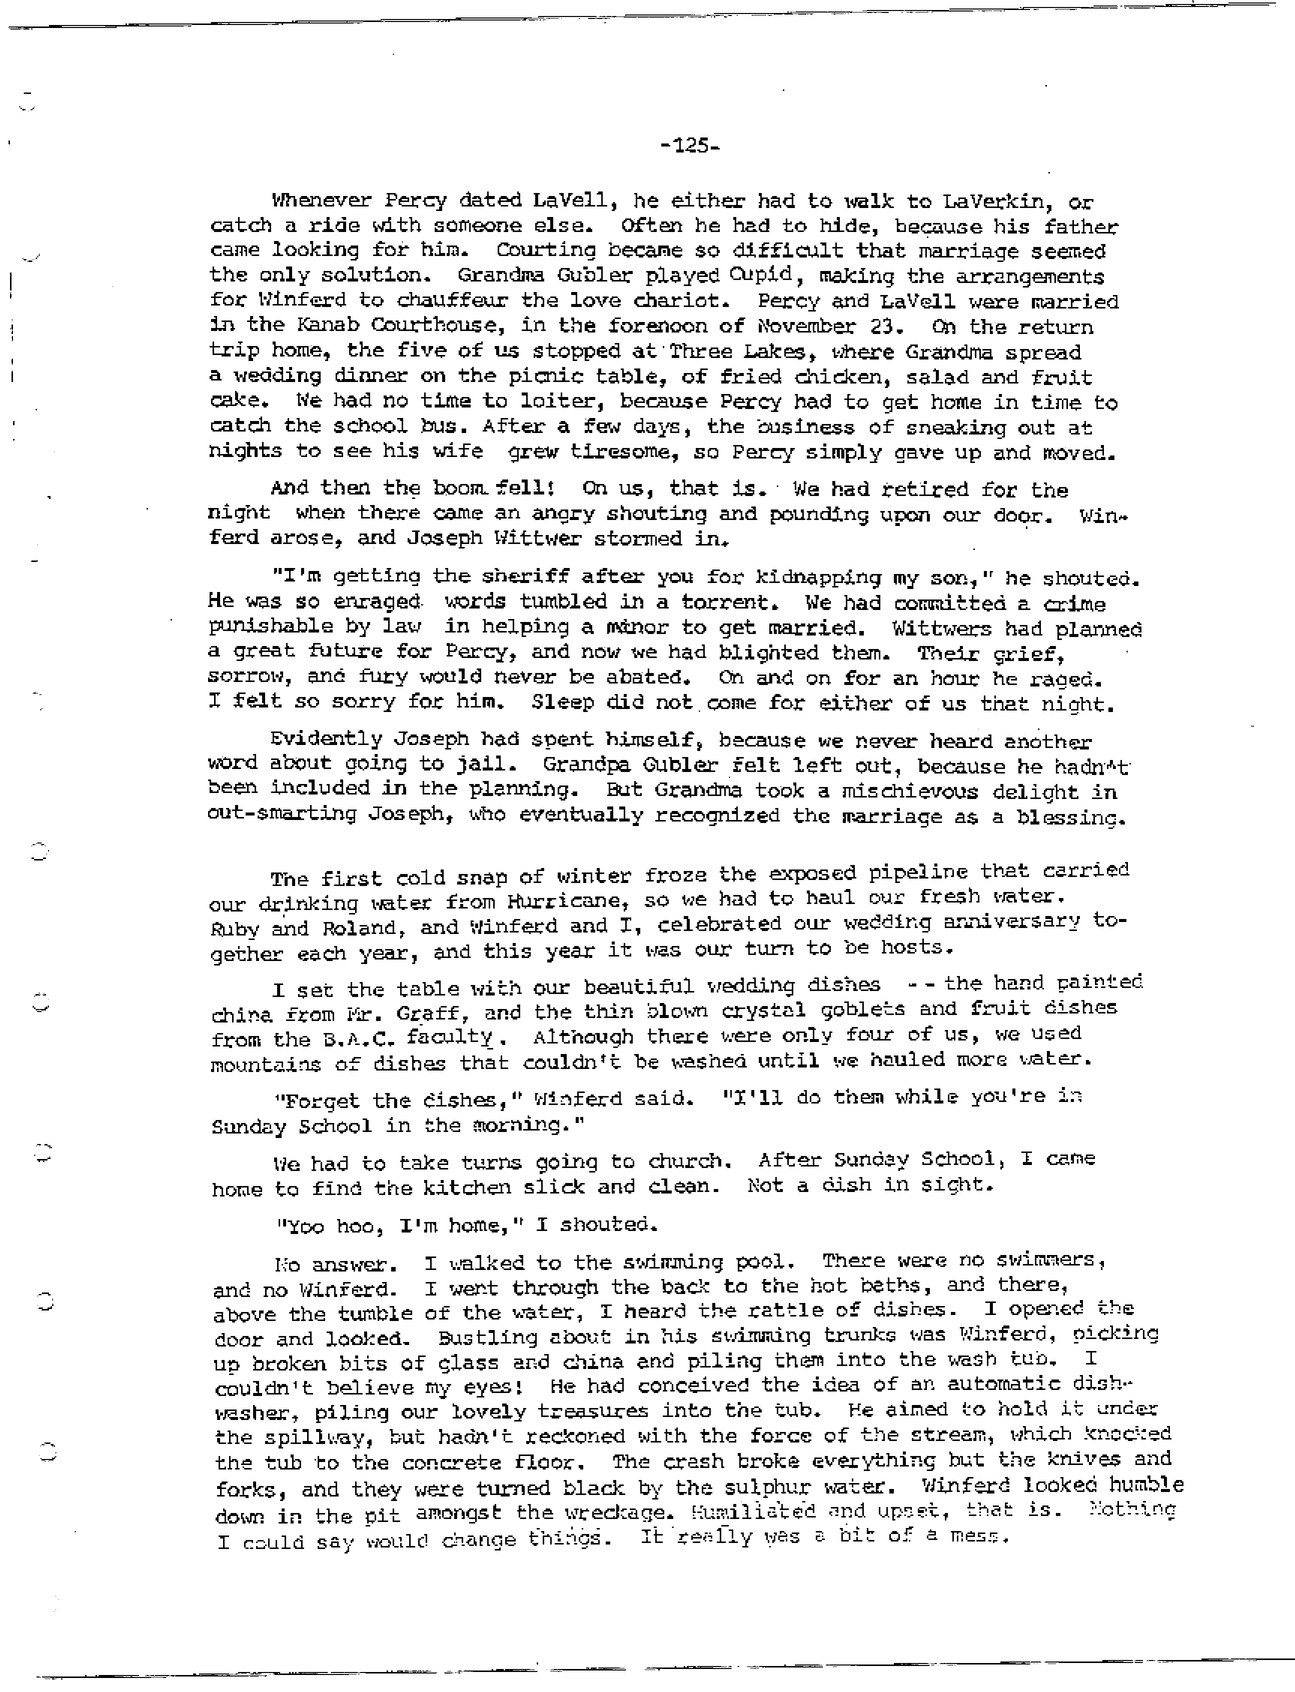 -125-
Whenever Percy dated LaVell, he either had to walk to LaVerkin, or
catch a ride with someone else. Often he had to hide, because his father
came looking for him. Courting became so difficult that marriage seemed
the only solution. Grandma Gubler played Cupid, making the arrangements
for Winferd to chauffeur the love chariot. Percy and LaVell were married
in the Kanab Courthouse, in the forenoon of November 23. On the return
trip home, the five of us stopped at Three Lakes, where Grandma spread
a wedding dinner on the picnic table, of fried chicken, salad and fruit
cake. We had no time to loiter, because Percy had to get home in time to
catch the school bus. After a few days, the business of sneaking out at
nights to see his wife grew tiresome, so Percy simply gave up and moved.
And then the boom fell! On us, that is. We had retired for the
night when there came an angry shouting and pounding upon our door. Win-
ferd arose, and Joseph Wittwer stormed in.
"I'm getting the sheriff after you for kidnapping my son," he shouted.
He was so enraged words tumbled in a torrent. We had committed a crime
punishable by law in helping a minor to get married. Wittwers had planned
a great future for Percy, and now we had blighted them. Their grief,
sorrow, and fury would never be abated. On and on for an hour he raged.
I felt so sorry for him. Sleep did not come for either of us that night.
Evidently Joseph had spent himself, because we never heard another
word about going to jail. Grandpa Gubler felt left out, because he hadn't
been included in the planning. But Grandma took a mischievous delight in
out-smarting Joseph, who eventually recognized the marriage as a blessing.
The first cold snap of winter froze the exposed pipeline that carried
our drinking water from Hurricane, so we had to haul our fresh water.
Ruby and Roland, and Winferd and I, celebrated our wedding anniversary to-
gether each year, and this year it was our turn to be hosts.
I set the table with our beautiful wedding dishes -- the hand painted
china from Mr. Graff, and the thin blown crystal goblets and fruit dishes
from the B.A.C. faculty. Although there were only four of us, we used
mountains of dishes that couldn't be washed until we hauled more water.
"Forget the dishes," Winferd said. "I'll do them while you're in
Sunday School in the morning."
We had to take turns going to church. After Sunday School, I came
home to find the kitchen slick and clean. Not a dish in sight.
"Yoo hoo, I'm home," I shouted.
No answer. I walked to the swimming pool. There were no swimmers,
and no Winferd. I went through the back to the hot baths, and there,
above the tumble of the water, I heard the rattle of dishes. I opened the
door and looked. Bustling about in his swimming trunks was Winferd, picking
up broken bits of glass and china and piling them into the wash tub. I
couldn't believe my eyes! He had conceived the idea of an automatic dish-
washer, piling our lovely treasures into the tub. He aimed to hold it under
the spillway, but hadn't reckoned with the force of the stream, which knocked
the tub to the concrete floor. The crash broke everything but the knives and
forks, and they were turned black by the sulphur water. Winferd looked humble
down in the pit amongst the wreckage. Humiliated and upset, that is. Nothing
I could say would change things. It really was a bit of a mess.